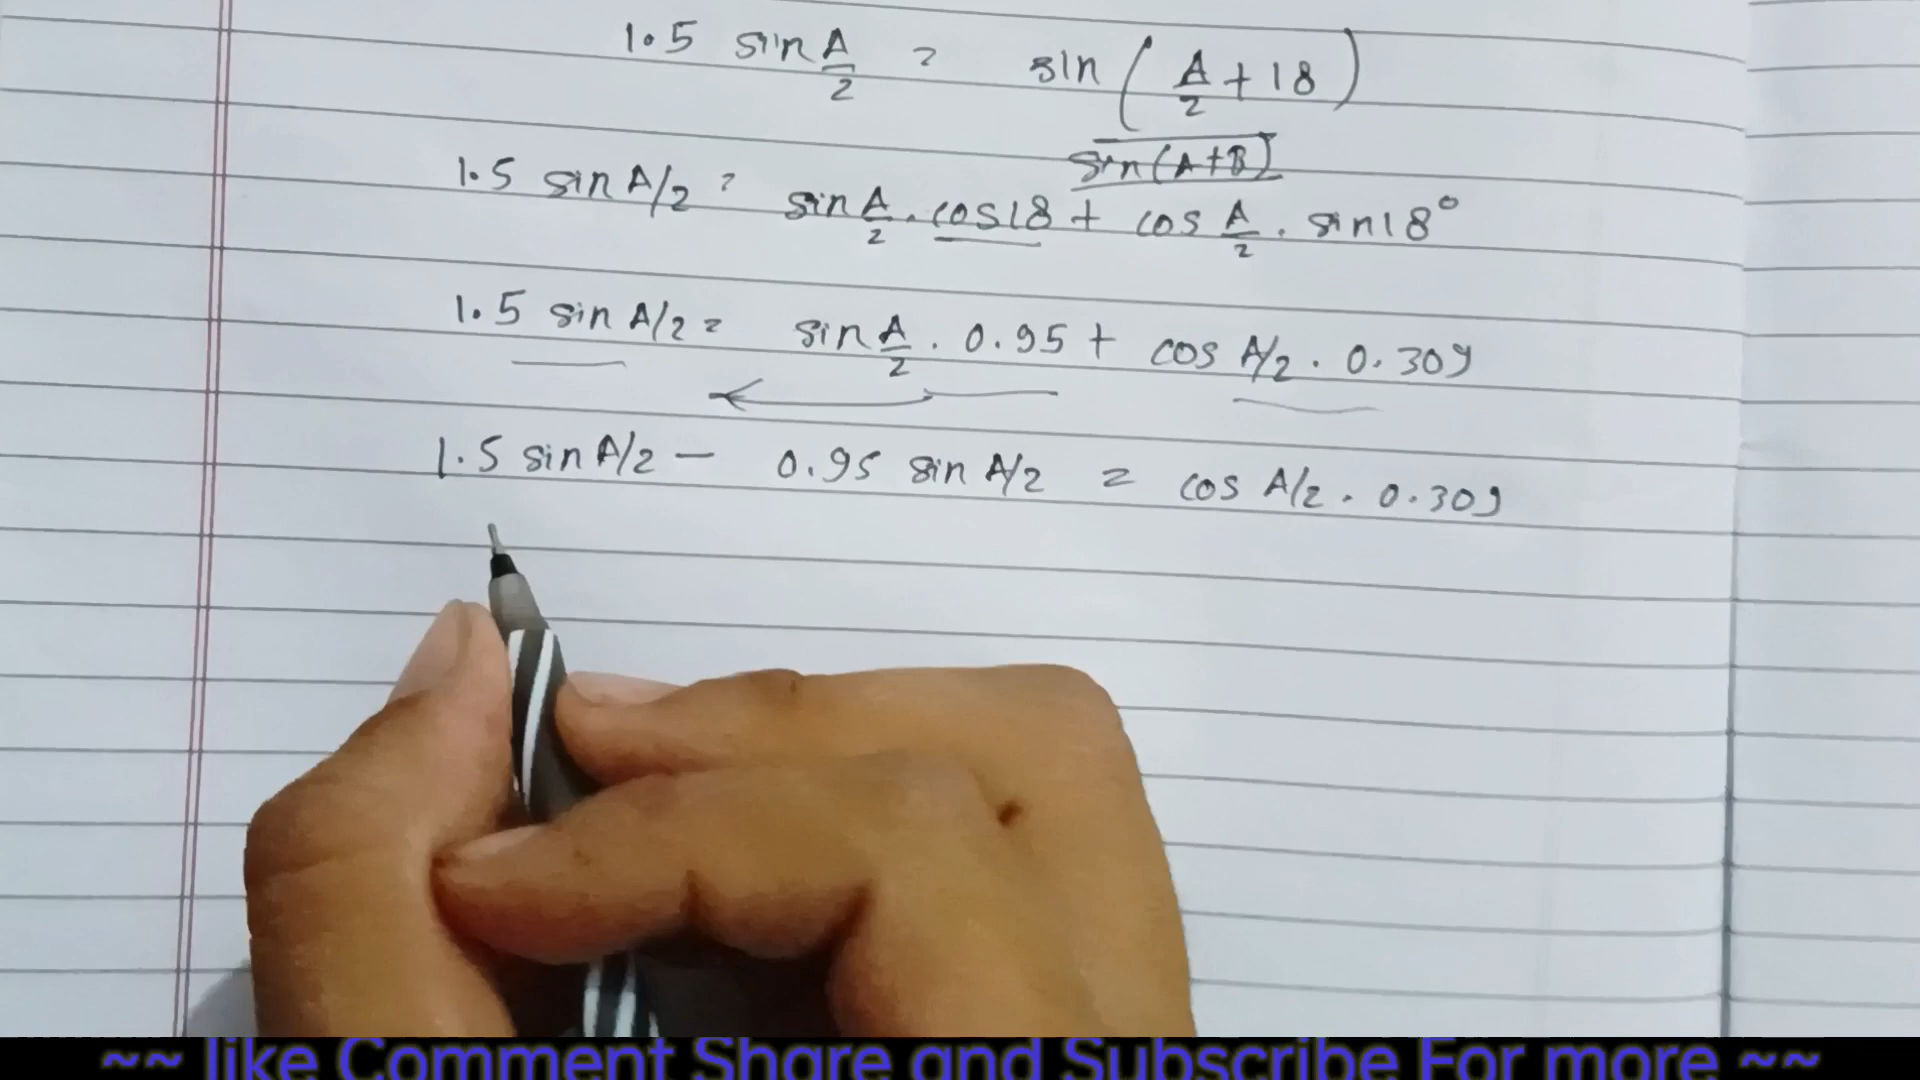 1.5 sin A/2 = sin ( A/2 + 18 )
sin(A+B)
1.5 sin A/2 = sin A/2 . cos18 + cos A/2 . sin18°
1.5 sin A/2 = sin A/2 . 0.95 + cos A/2 . 0.309
1.5 sin A/2 - 0.95 sin A/2 = cos A/2 . 0.309
~~ like Comment Share and Subscribe For more ~~